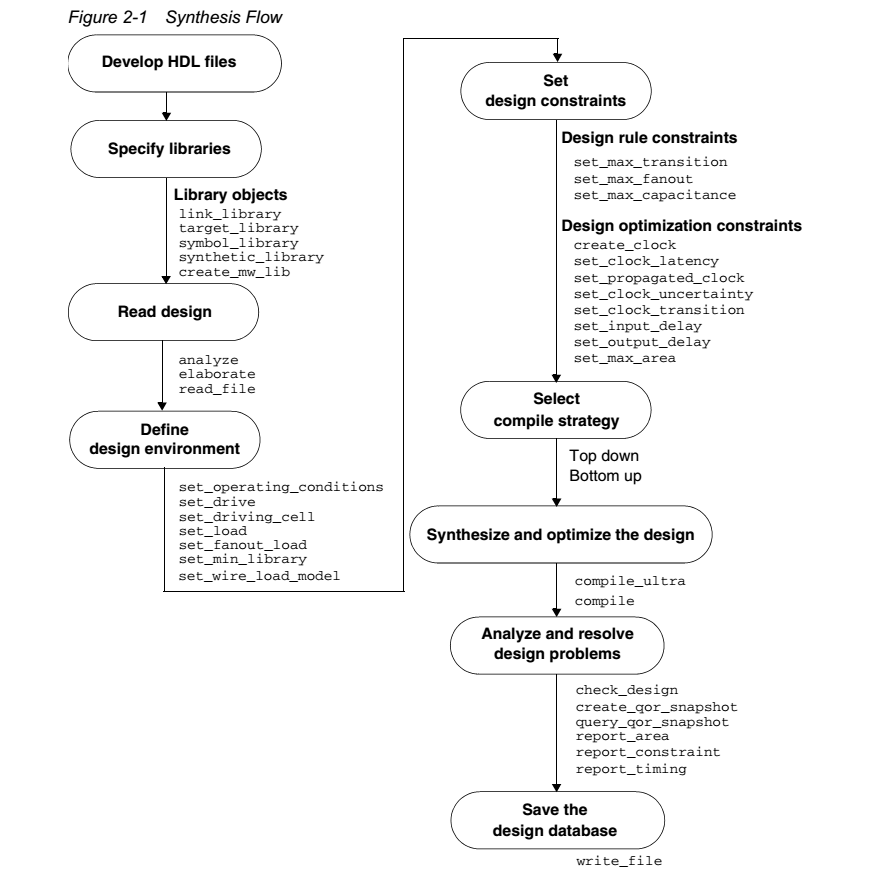 Figure 2-1 Synthesis Flow
Develop HDL files
Specify libraries
Library objects
link_library
target_library
symbol_library
synthetic_library
create_mw_lib
Read design
analyze
elaborate
read_file
Define
design environment
set_operating_conditions
set_drive
set_driving_cell
set_load
set_fanout_load
set_min_library
set_wire_load_model
Set
design constraints
Design rule constraints
set_max_transition
set_max_fanout
set_max_capacitance
Design optimization constraints
create_clock
set_clock_latency
set_propagated_clock
set_clock_uncertainty
set_clock_transition
set_input_delay
set_output_delay
set_max_area
Select
compile strategy
Top down
Bottom up
Synthesize and optimize the design
compile_ultra
compile
Analyze and resolve
design problems
check_design
create_qor_snapshot
query_qor_snapshot
report_area
report_constraint
report_timing
Save the
design database
write_file